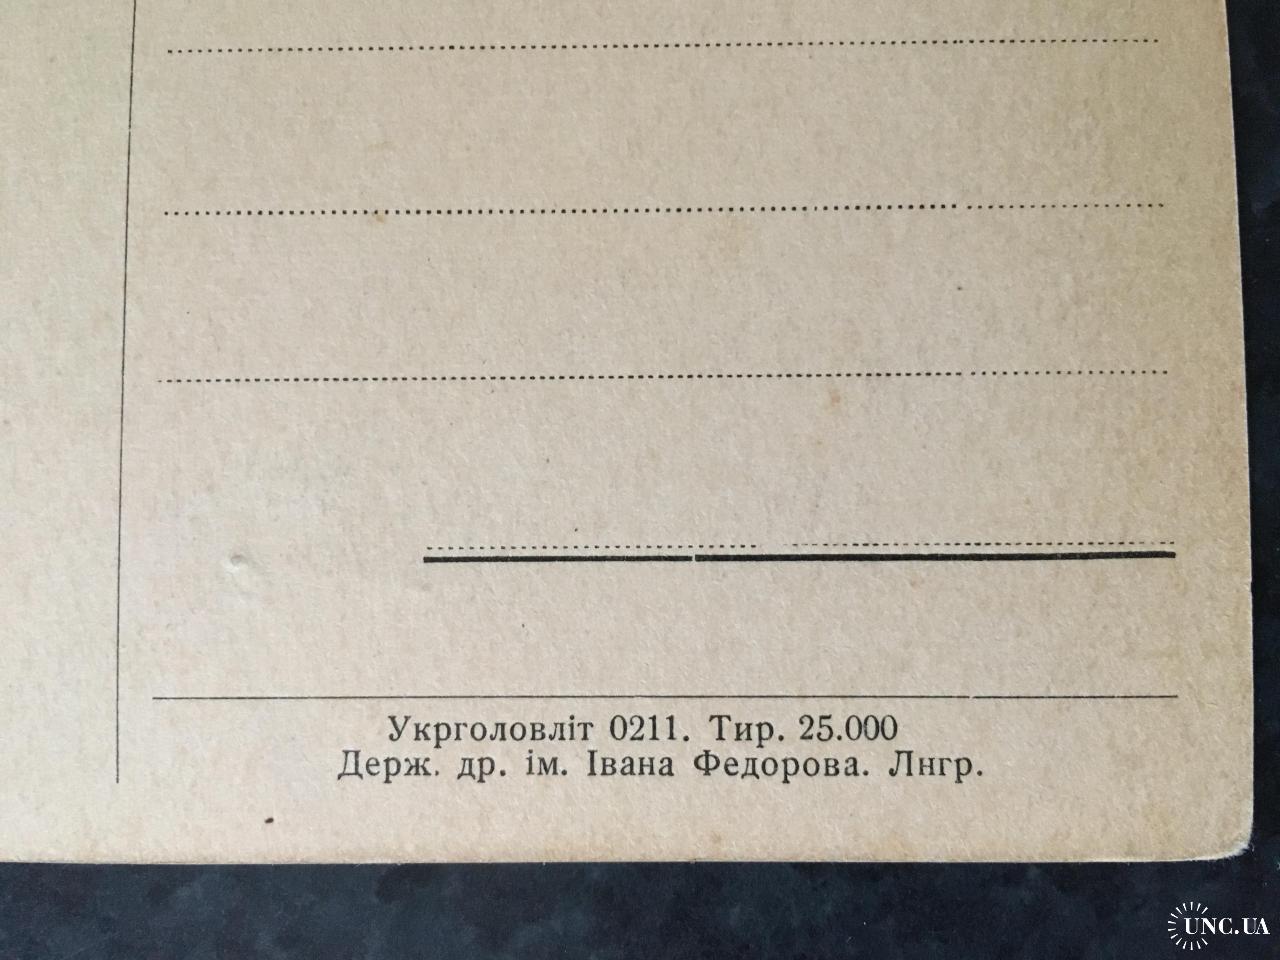 Укрголовліт 0211. Тир. 25.000
Держ. др. ім. Івана Федорова. Лнгр.
UNC.UA